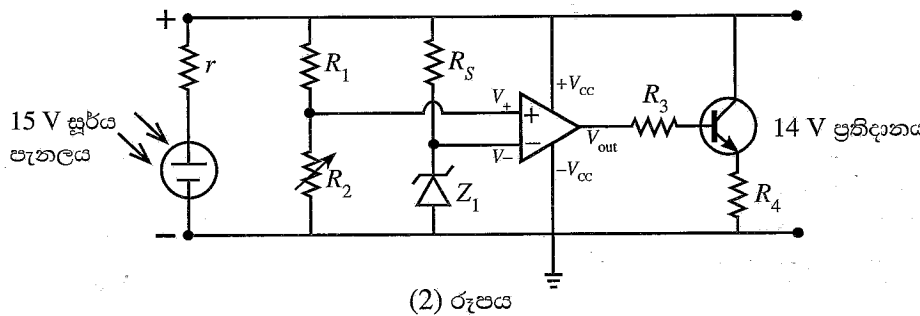 +
r
R1
RS
+VCC
15 V සූර්ය
පැනලය
V+
+
V−
−
Vout
R3
14 V ප්‍රතිදානය
R2
Z1
−VCC
R4
−
(2) රූපය